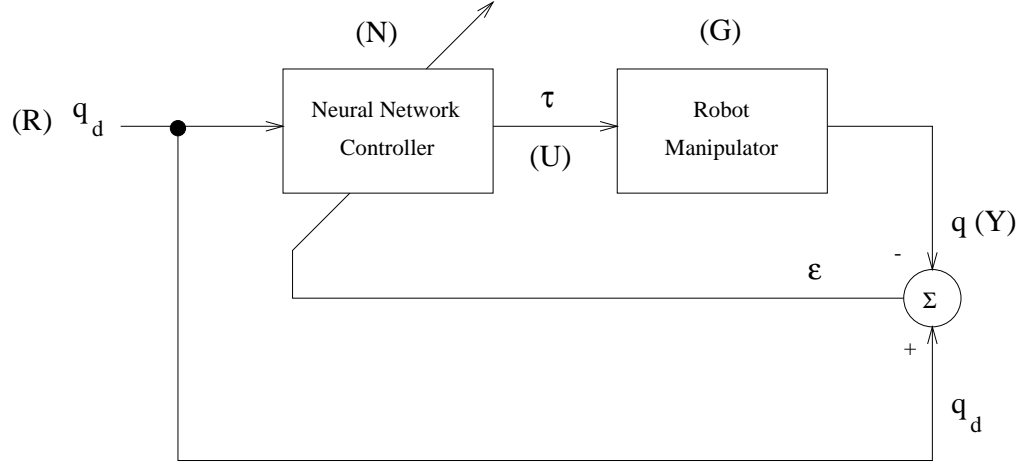 (N)
(G)
(R) q_d
Neural Network
Controller
τ
(U)
Robot
Manipulator
q (Y)
-
ε
Σ
+
q_d